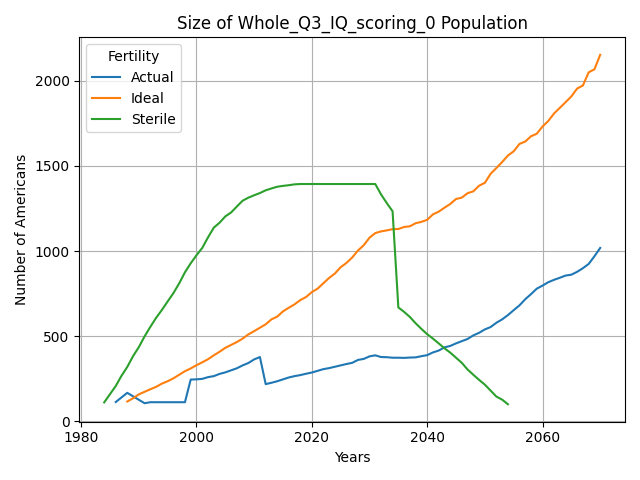 Size of Whole_Q3_IQ_scoring_0 Population
Fertility
Actual
Ideal
Sterile
Number of Americans
2000
1500
1000
500
0
1980
2000
2020
2040
2060
Years